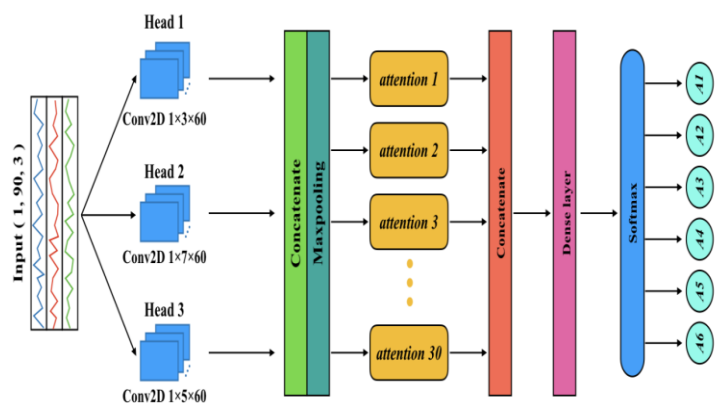 Input ( 1, 90, 3 )
Head 1
Conv2D 1×3×60
Head 2
Conv2D 1×7×60
Head 3
Conv2D 1×5×60
Concatenate
Maxpooling
attention 1
attention 2
attention 3
attention 30
Concatenate
Dense layer
Softmax
A1
A2
A3
A4
A5
A6